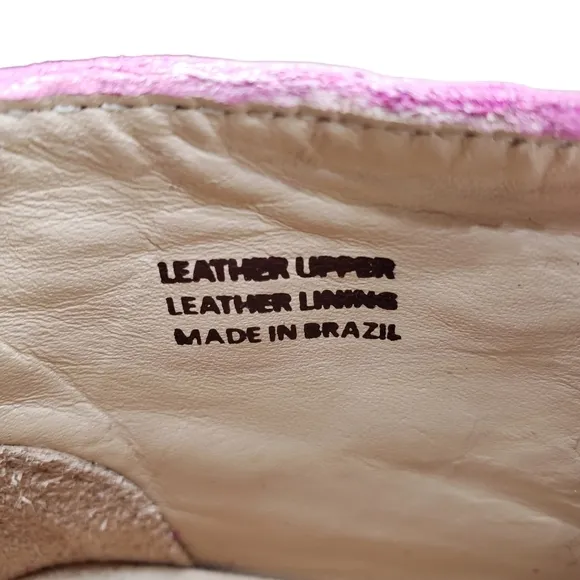 LEATHER UPPER
LEATHER LINING
MADE IN BRAZIL